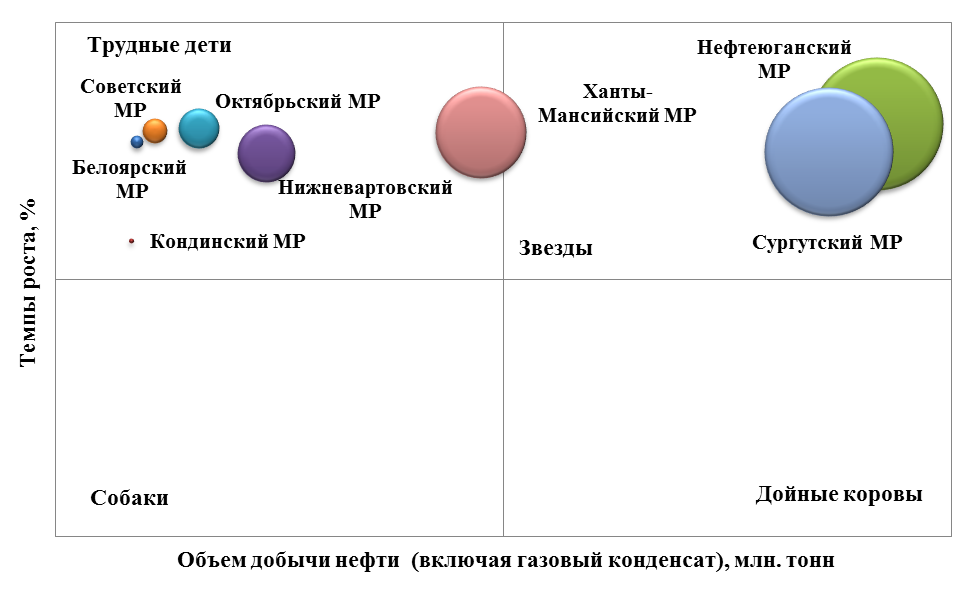 Трудные дети
Нефтеюганский
МР
Советский
МР
Октябрьский МР
Ханты-
Мансийский МР
Белоярский
МР
Нижневартовский
МР
Кондинский МР
Звезды
Сургутский МР
Темпы роста, %
Собаки
Дойные коровы
Объем добычи нефти (включая газовый конденсат), млн. тонн